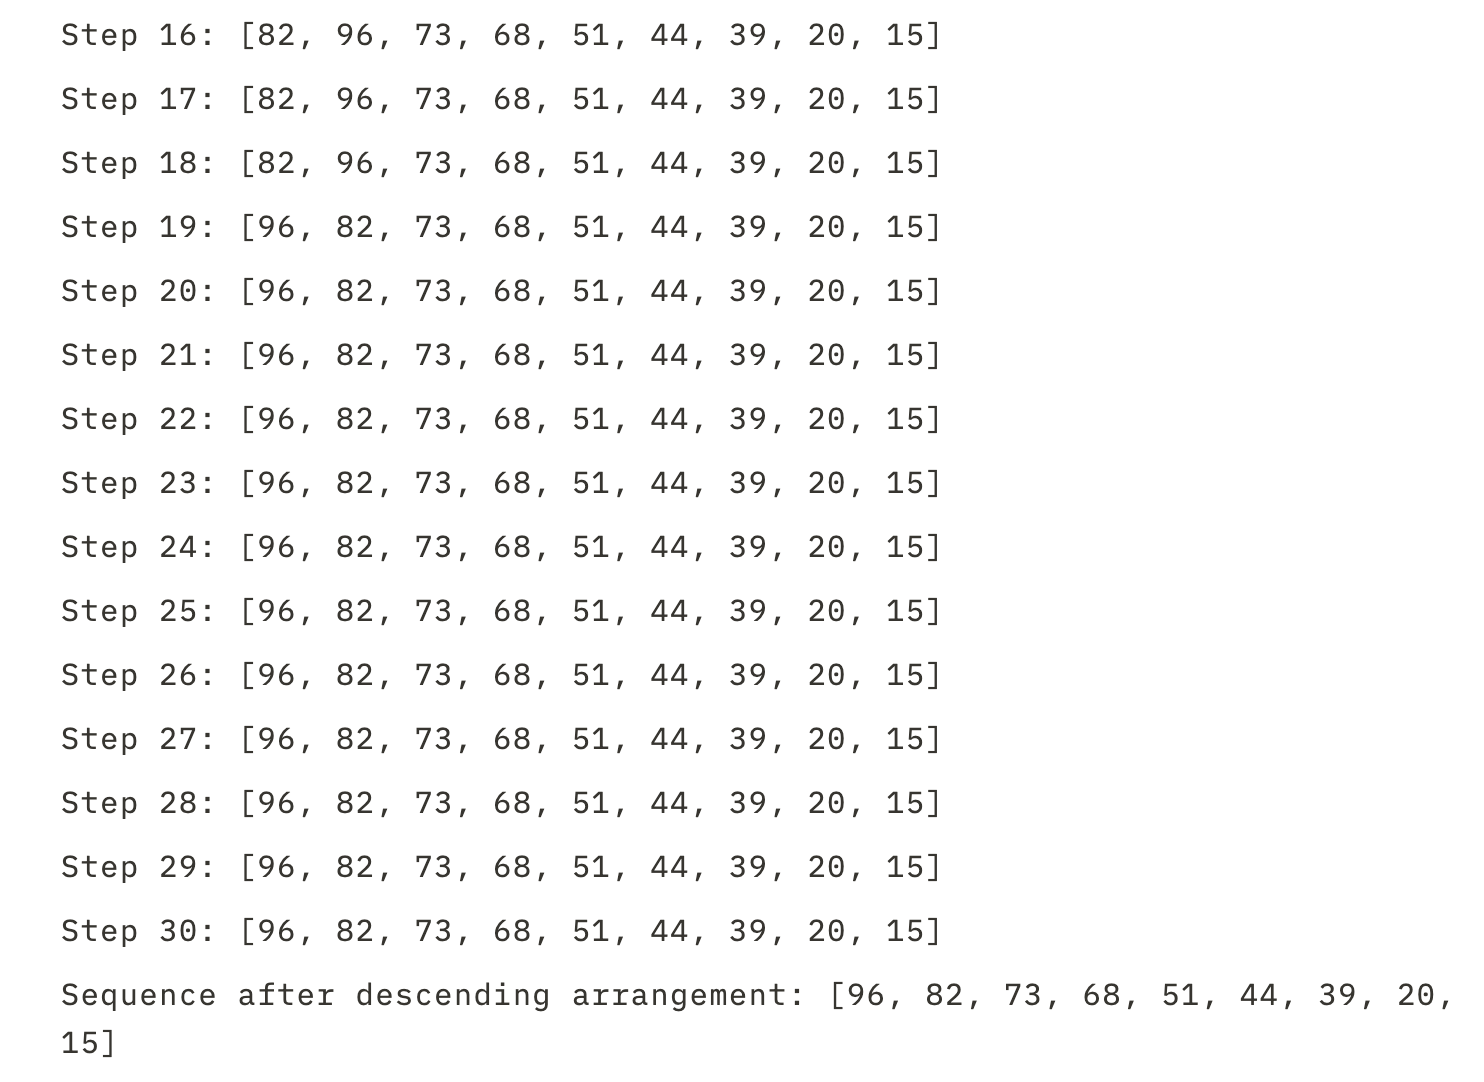 Step 16: [82, 96, 73, 68, 51, 44, 39, 20, 15]
Step 17: [82, 96, 73, 68, 51, 44, 39, 20, 15]
Step 18: [82, 96, 73, 68, 51, 44, 39, 20, 15]
Step 19: [96, 82, 73, 68, 51, 44, 39, 20, 15]
Step 20: [96, 82, 73, 68, 51, 44, 39, 20, 15]
Step 21: [96, 82, 73, 68, 51, 44, 39, 20, 15]
Step 22: [96, 82, 73, 68, 51, 44, 39, 20, 15]
Step 23: [96, 82, 73, 68, 51, 44, 39, 20, 15]
Step 24: [96, 82, 73, 68, 51, 44, 39, 20, 15]
Step 25: [96, 82, 73, 68, 51, 44, 39, 20, 15]
Step 26: [96, 82, 73, 68, 51, 44, 39, 20, 15]
Step 27: [96, 82, 73, 68, 51, 44, 39, 20, 15]
Step 28: [96, 82, 73, 68, 51, 44, 39, 20, 15]
Step 29: [96, 82, 73, 68, 51, 44, 39, 20, 15]
Step 30: [96, 82, 73, 68, 51, 44, 39, 20, 15]
Sequence after descending arrangement: [96, 82, 73, 68, 51, 44, 39, 20,
15]